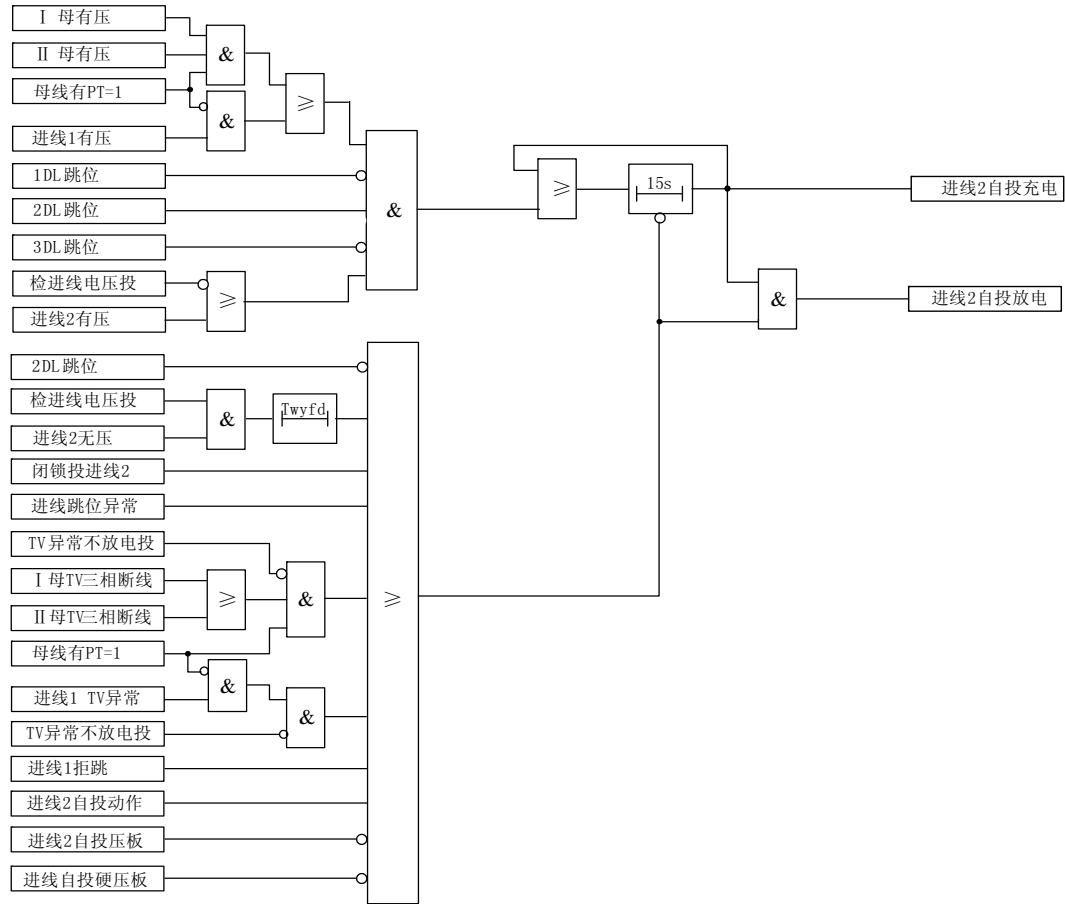 Ⅰ 母有压
Ⅱ 母有压
母线有PT=1
进线1有压
1DL跳位
2DL跳位
3DL跳位
检进线电压投
进线2有压
&
&
≥
&
≥
≥
15s
进线2自投充电
&
进线2自投放电
2DL跳位
检进线电压投
进线2无压
&
Twyfd
闭锁投进线2
进线跳位异常
TV异常不放电投
Ⅰ母TV三相断线
Ⅱ母TV三相断线
≥
&
≥
母线有PT=1
进线1 TV异常
&
TV异常不放电投
&
进线1拒跳
进线2自投动作
进线2自投压板
进线自投硬压板